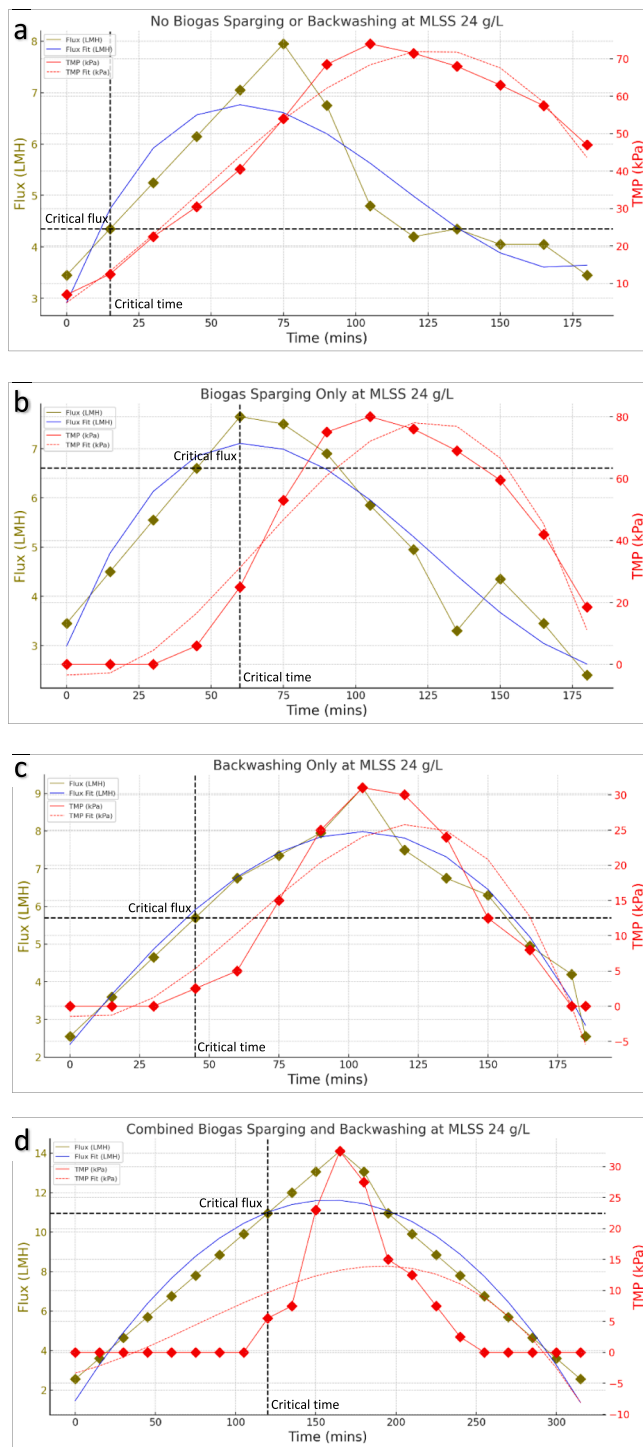 a
No Biogas Sparging or Backwashing at MLSS 24 g/L
Flux (LMH)
Flux Fit (LMH)
TMP (kPa)
TMP Fit (kPa)
8
7
6
5
4
3
Flux (LMH)
70
60
50
40
30
20
10
TMP (kPa)
Critical flux
Critical time
0 25 50 75 100 125 150 175
Time (mins)
b
Biogas Sparging Only at MLSS 24 g/L
Flux (LMH)
Flux Fit (LMH)
TMP (kPa)
TMP Fit (kPa)
7
6
5
4
3
Flux (LMH)
80
60
40
20
0
TMP (kPa)
Critical flux
Critical time
0 25 50 75 100 125 150 175
Time (mins)
c
Backwashing Only at MLSS 24 g/L
Flux (LMH)
Flux Fit (LMH)
TMP (kPa)
TMP Fit (kPa)
9
8
7
6
5
4
3
2
Flux (LMH)
30
25
20
15
10
5
0
−5
TMP (kPa)
Critical flux
Critical time
0 25 50 75 100 125 150 175
Time (mins)
d
Combined Biogas Sparging and Backwashing at MLSS 24 g/L
Flux (LMH)
Flux Fit (LMH)
TMP (kPa)
TMP Fit (kPa)
14
12
10
8
6
4
2
Flux (LMH)
30
25
20
15
10
5
0
−5
−10
TMP (kPa)
Critical flux
Critical time
0 50 100 150 200 250 300
Time (mins)